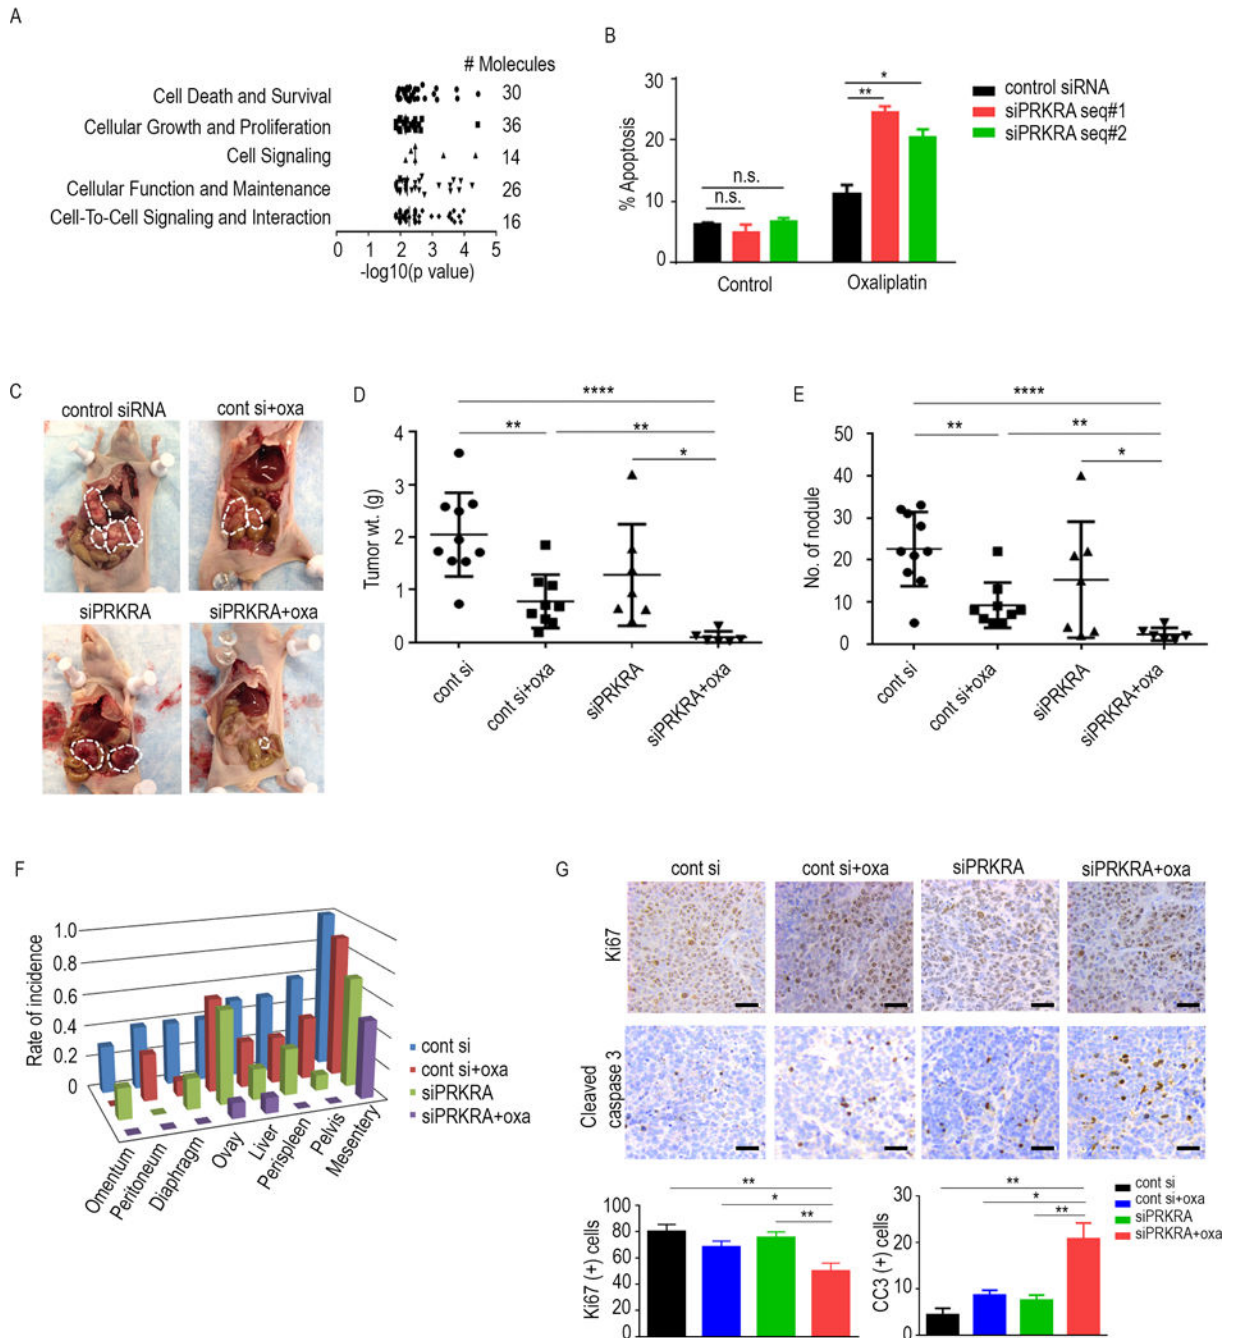 A
# Molecules
Cell Death and Survival 30
Cellular Growth and Proliferation 36
Cell Signaling 14
Cellular Function and Maintenance 26
Cell-To-Cell Signaling and Interaction 16
0 1 2 3 4 5
-log10(p value)
B
30
20
10
0
% Apoptosis
n.s.
n.s.
**
*
Control
Oxaliplatin
control siRNA
siPRKRA seq#1
siPRKRA seq#2
C
control siRNA
cont si+oxa
siPRKRA
siPRKRA+oxa
D
****
**
**
*
4
3
2
1
0
Tumor wt. (g)
cont si
cont si+oxa
siPRKRA
siPRKRA+oxa
E
****
**
**
*
50
40
30
20
10
0
No. of nodule
cont si
cont si+oxa
siPRKRA
siPRKRA+oxa
F
1.0
0.8
0.6
0.4
0.2
0
Rate of incidence
Omentum
Peritoneum
Diaphragm
Ovay
Liver
Perispleen
Pelvis
Mesentery
cont si
cont si+oxa
siPRKRA
siPRKRA+oxa
G
cont si
cont si+oxa
siPRKRA
siPRKRA+oxa
Ki67
Cleaved
caspase 3
**
*
**
100
80
60
40
20
0
Ki67 (+) cells
**
*
**
30
20
10
0
CC3 (+) cells
cont si
cont si+oxa
siPRKRA
siPRKRA+oxa